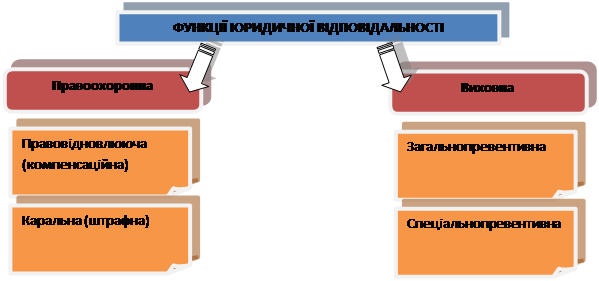 ФУНКЦІЇ ЮРИДИЧНОЇ ВІДПОВІДАЛЬНОСТІ
Правоохоронна
Правовідновлююча
(компенсаційна)
Каральна (штрафна)
Виховна
Загальнопревентивна
Спеціальнопревентивна